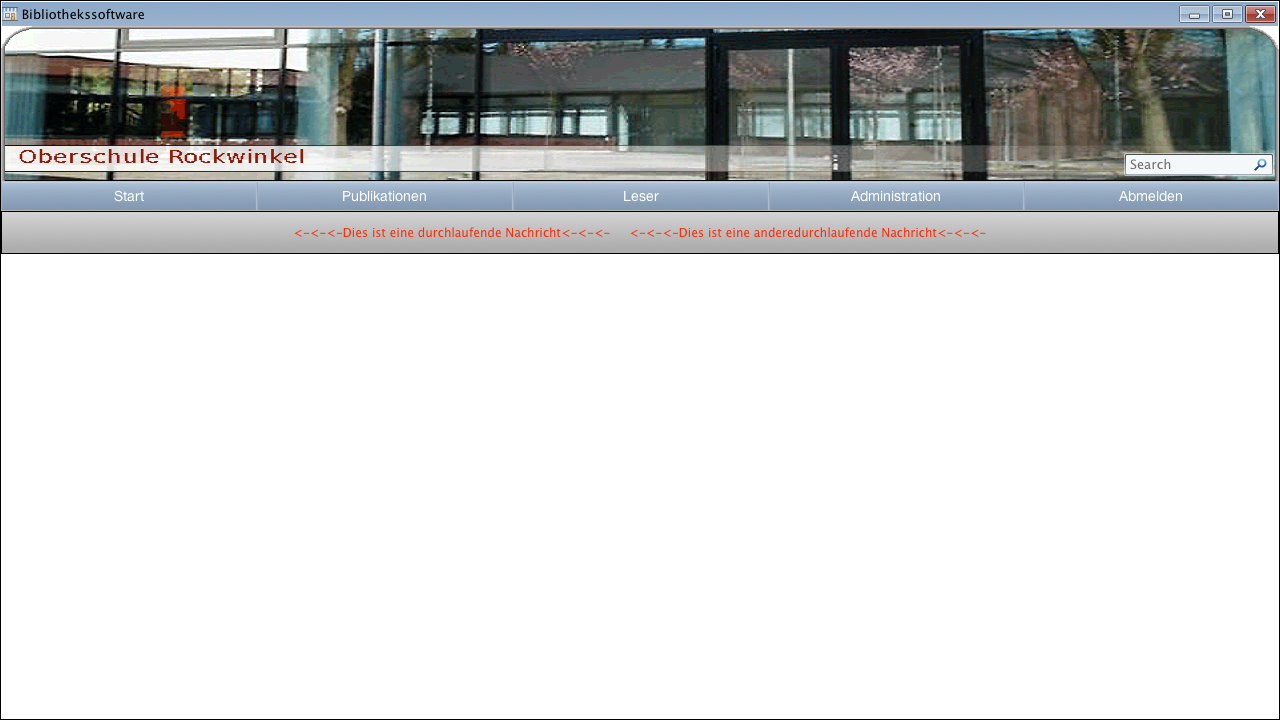 Bibliothekssoftware
Oberschule Rockwinkel
Search
Start Publikationen Leser Administration Abmelden
<-<-<-Dies ist eine durchlaufende Nachricht<-<-<- <-<-<-Dies ist eine anderedurchlaufende Nachricht<-<-<-